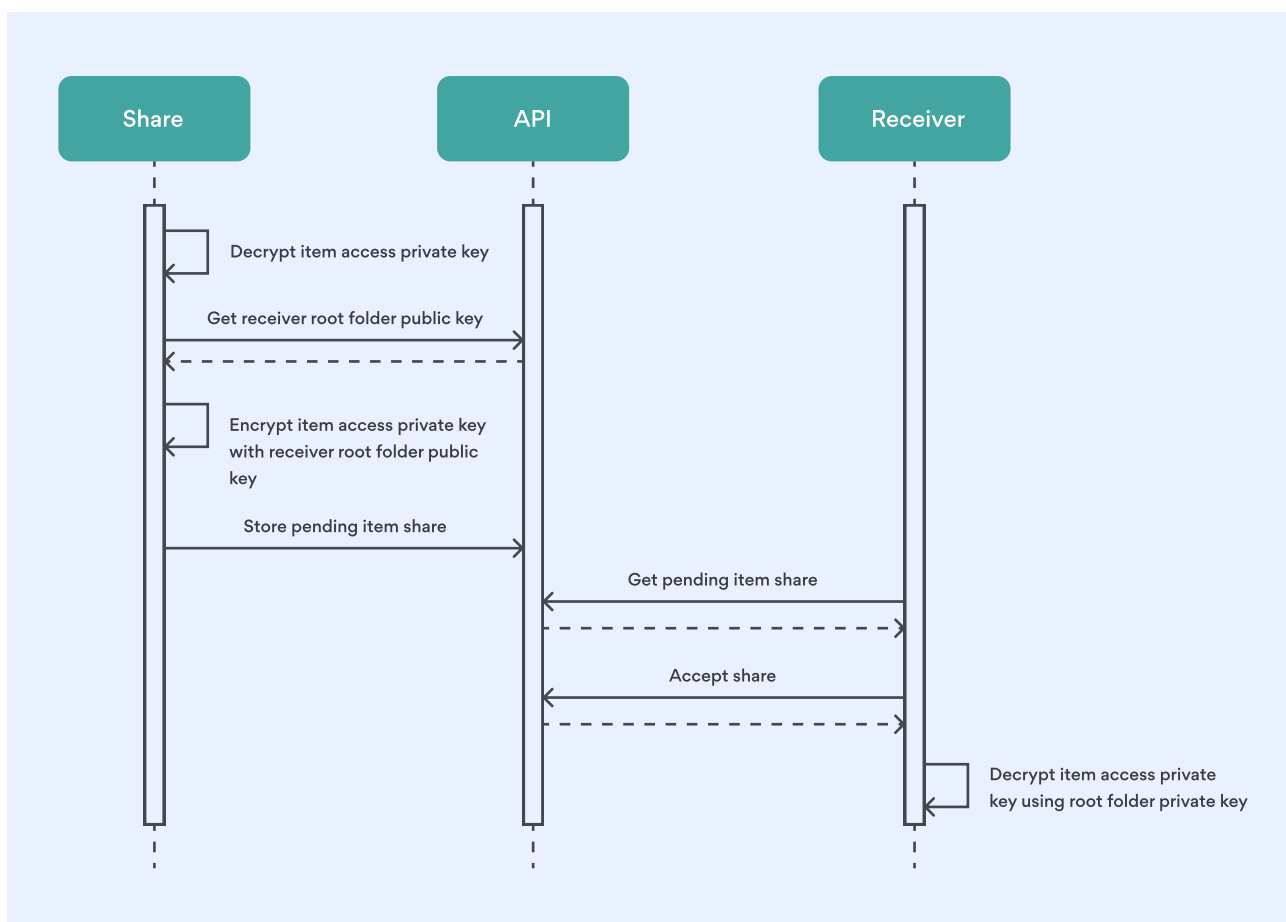 Share
API
Receiver
Decrypt item access private key
Get receiver root folder public key
Encrypt item access private key
with receiver root folder public
key
Store pending item share
Get pending item share
Accept share
Decrypt item access private
key using root folder private key